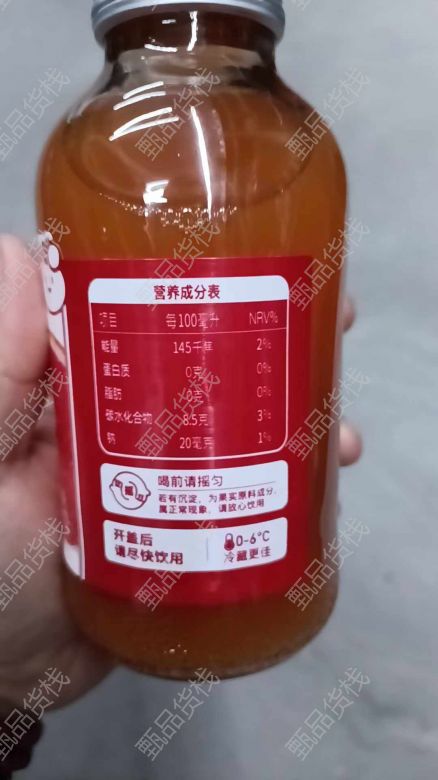 营养成分表
项目 每100毫升 NRV%
能量 145千焦 2%
蛋白质 0克 0%
脂肪 0克 0%
碳水化合物 8.5克 3%
钠 20毫克 1%
喝前请摇匀
若有沉淀，为果实原料成分，
属正常现象，请放心饮用
开盖后
请尽快饮用
0-6°C
冷藏更佳
甄品货栈